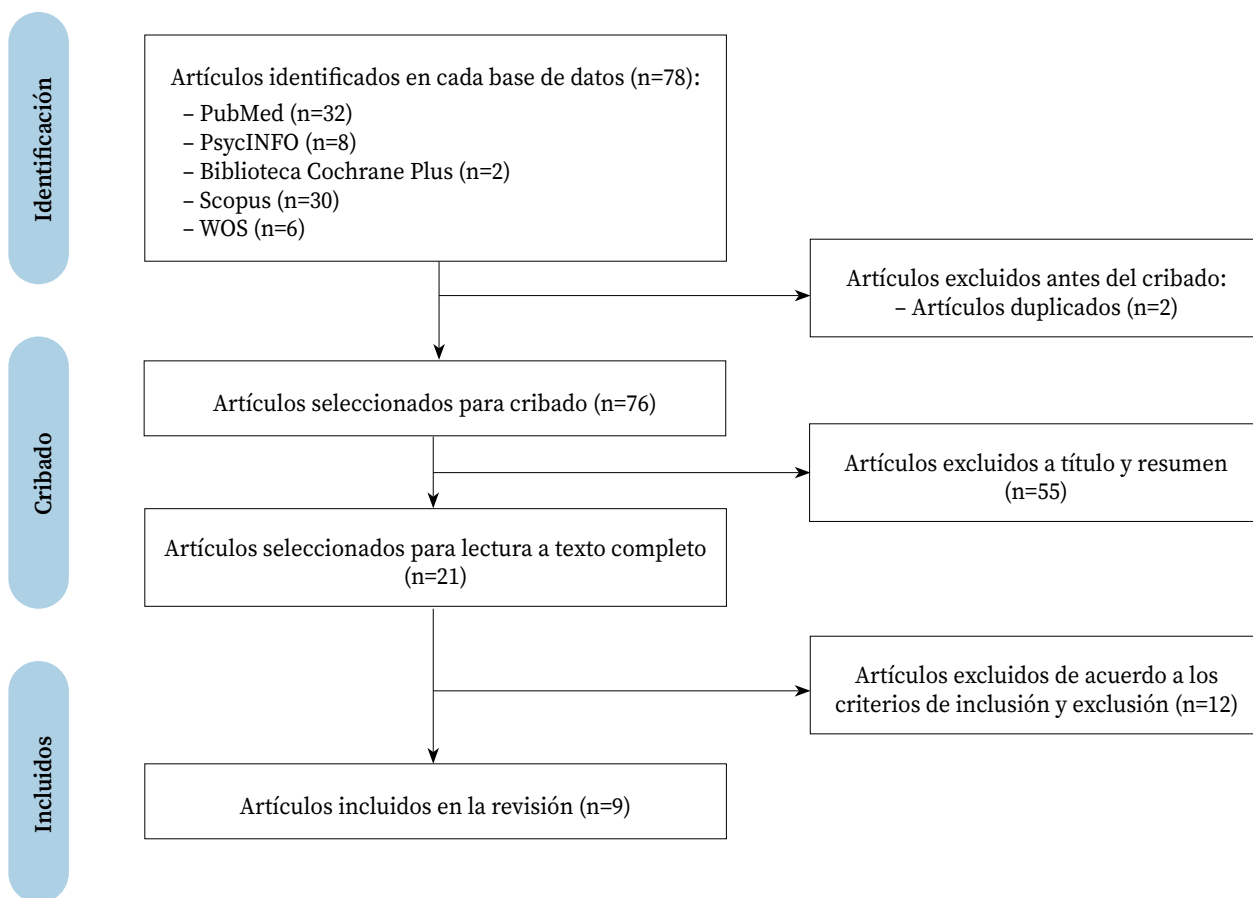 Identificación
Artículos identificados en cada base de datos (n=78):
– PubMed (n=32)
– PsycINFO (n=8)
– Biblioteca Cochrane Plus (n=2)
– Scopus (n=30)
– WOS (n=6)
Artículos excluidos antes del cribado:
– Artículos duplicados (n=2)
Cribado
Artículos seleccionados para cribado (n=76)
Artículos excluidos a título y resumen
(n=55)
Artículos seleccionados para lectura a texto completo
(n=21)
Incluidos
Artículos excluidos de acuerdo a los
criterios de inclusión y exclusión (n=12)
Artículos incluidos en la revisión (n=9)